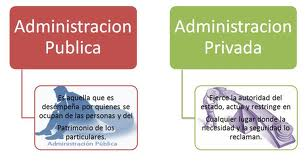 Administracion
Publica
Es aquella que es
desempeña por quienes se
ocupan de las personas y del
Patrimonio de los
particulares.
Administración Pública
Administracion
Privada
Ejerce la autoridad del
estado, actúa y restringe en
Cualquier lugar donde la
necesidad y la seguridad lo
reclaman.